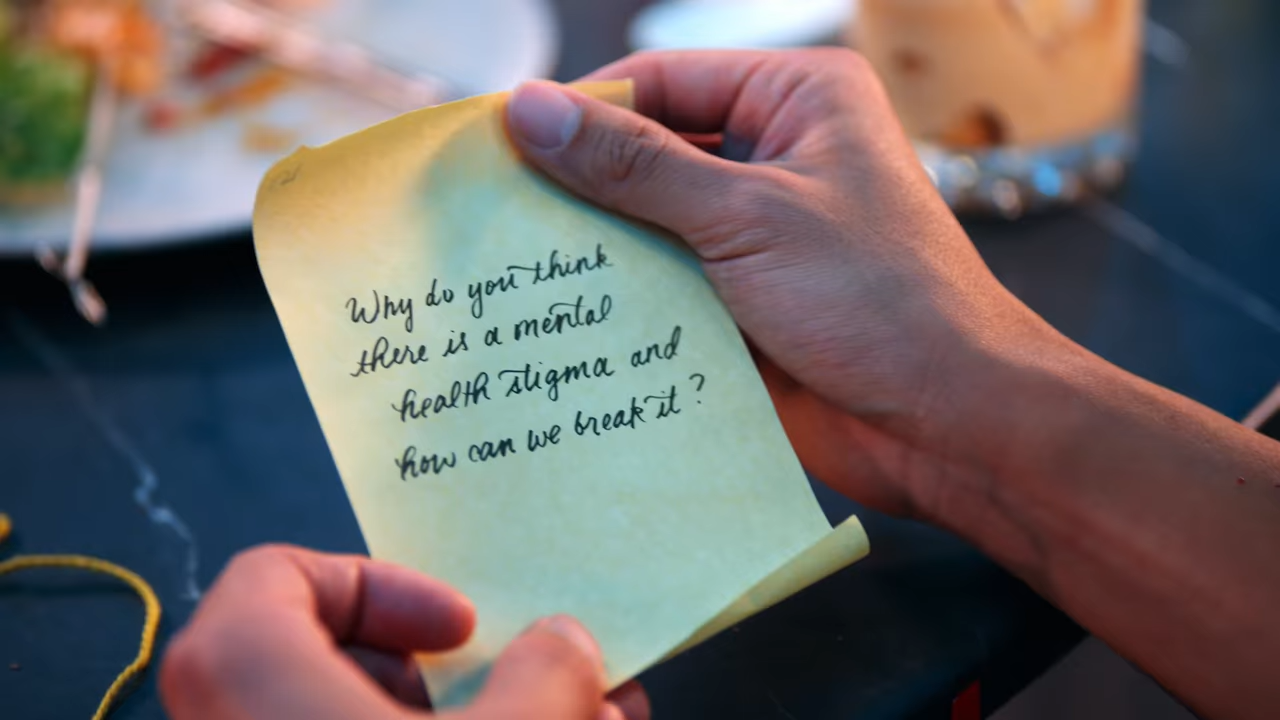 Why do you think
there is a mental
health stigma and
how can we break it?